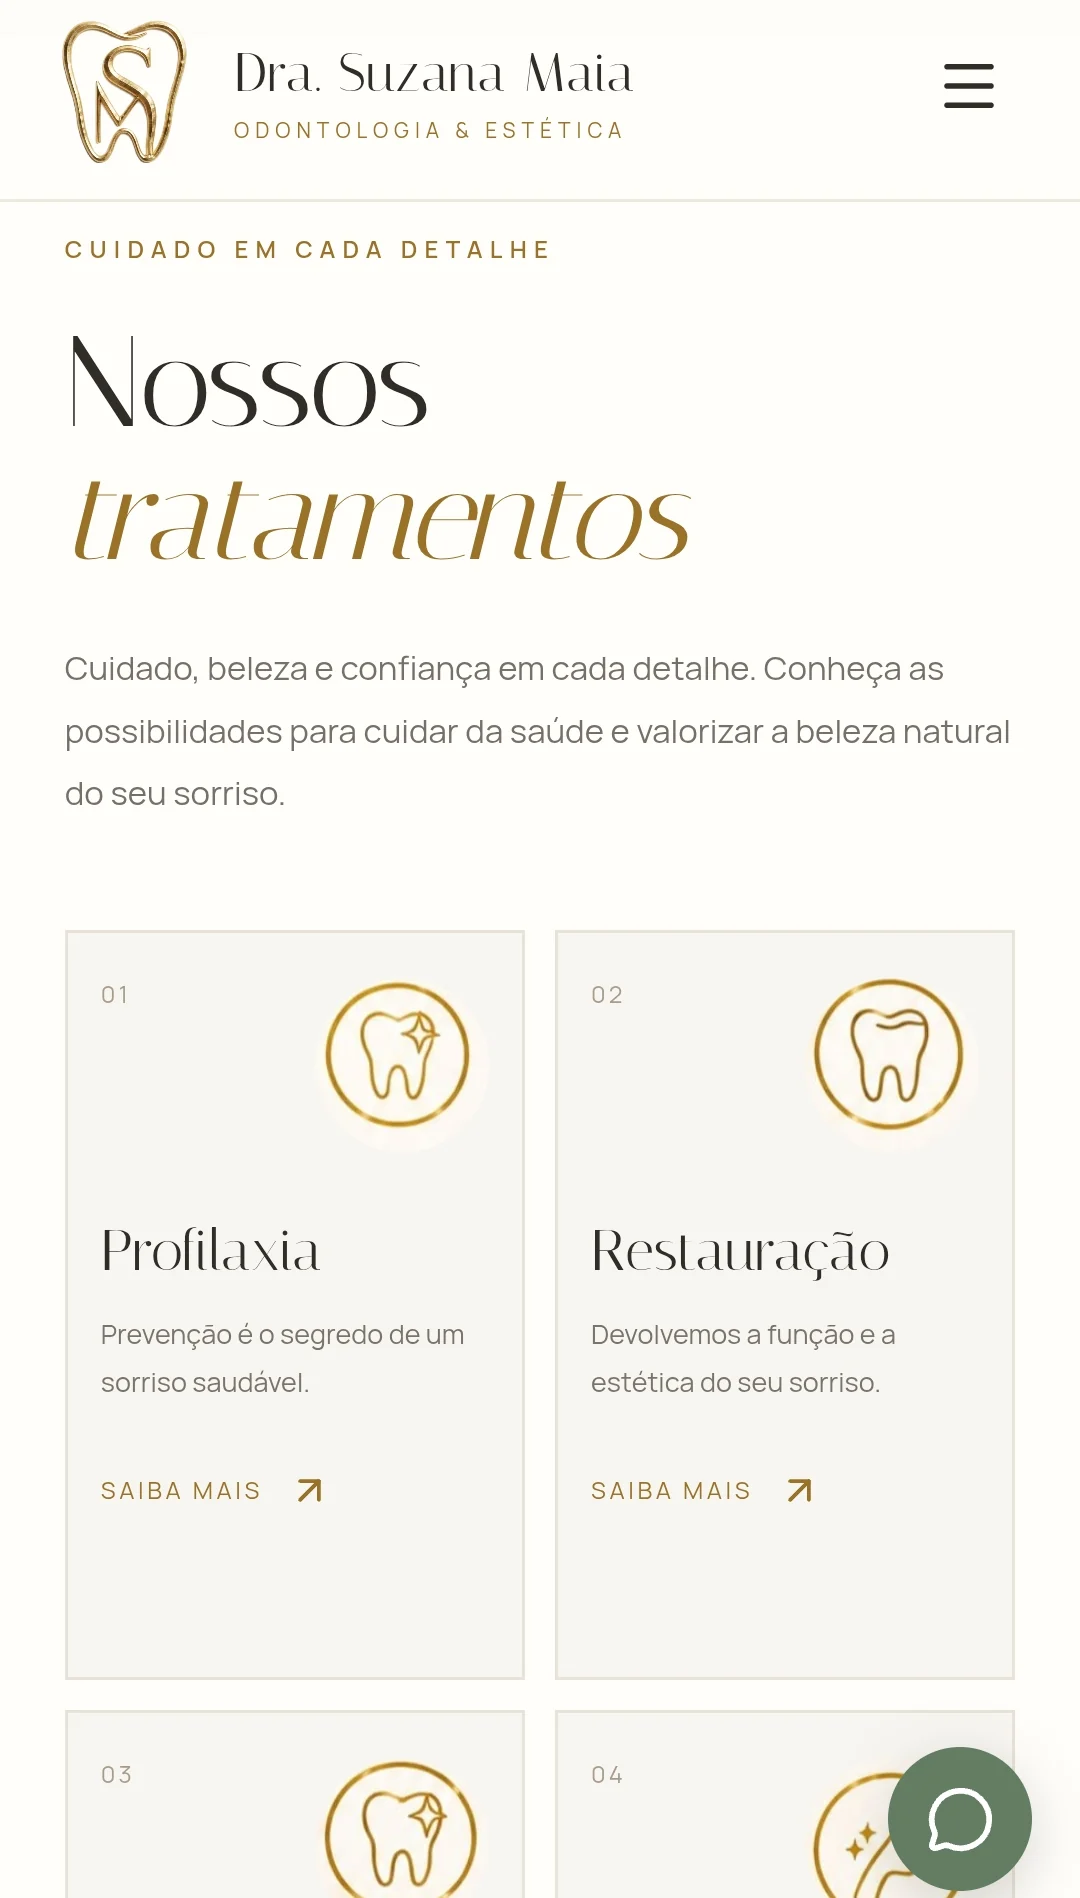 Dra. Suzana Maia
ODONTOLOGIA & ESTÉTICA
CUIDADO EM CADA DETALHE
Nossos
tratamentos
Cuidado, beleza e confiança em cada detalhe. Conheça as
possibilidades para cuidar da saúde e valorizar a beleza natural
do seu sorriso.
01
Profilaxia
Prevenção é o segredo de um
sorriso saudável.
SAIBA MAIS
02
Restauração
Devolvemos a função e a
estética do seu sorriso.
SAIBA MAIS
03
04